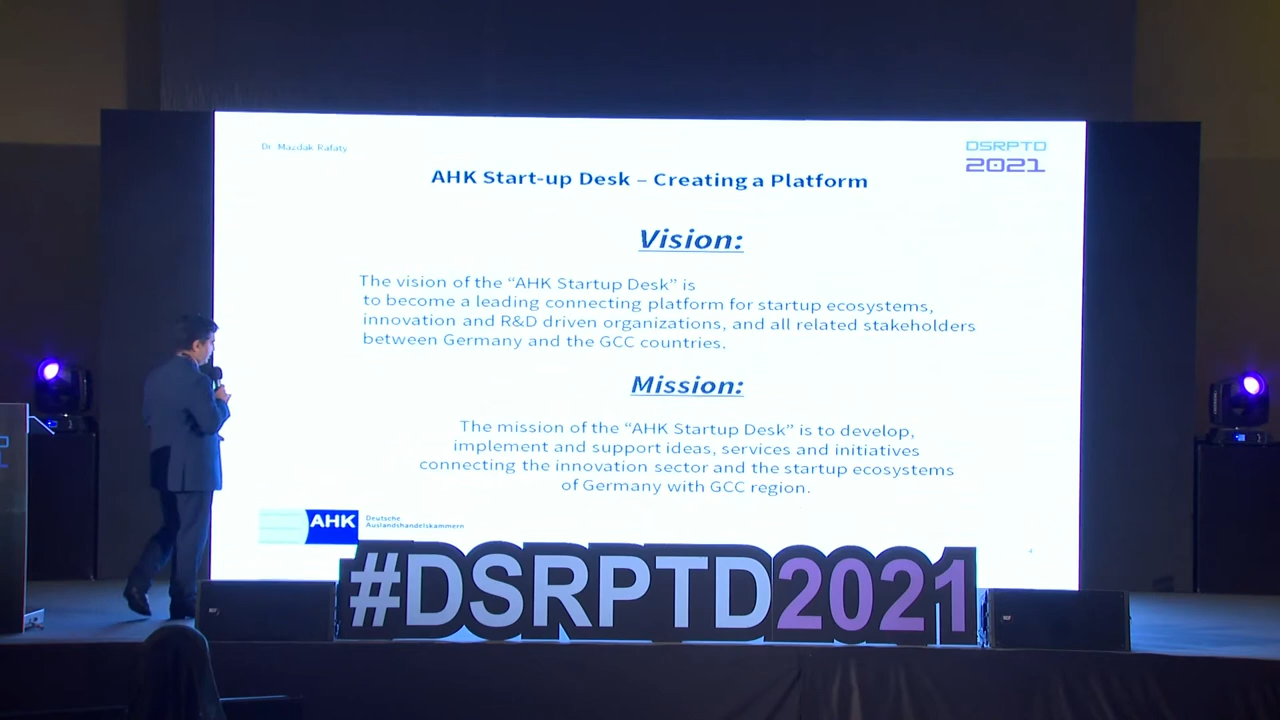 Dr. Mazdak Rafaty
DSRPTD
2021
AHK Start-up Desk – Creating a Platform
Vision:
The vision of the “AHK Startup Desk” is
to become a leading connecting platform for startup ecosystems,
innovation and R&D driven organizations, and all related stakeholders
between Germany and the GCC countries.
Mission:
The mission of the “AHK Startup Desk” is to develop,
implement and support ideas, services and initiatives
connecting the innovation sector and the startup ecosystems
of Germany with GCC region.
AHK
Deutsche
Auslandshandelskammern
4
#DSRPTD2021
RCF
RCF